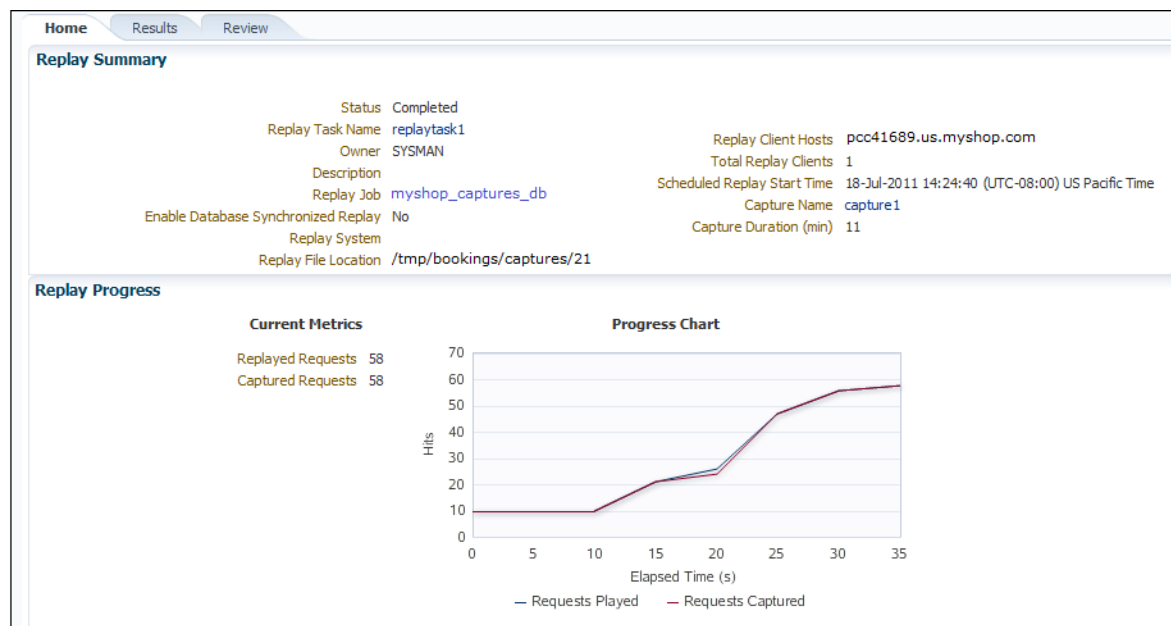 Home Results Review
Replay Summary
Status Completed
Replay Task Name replaytask1
Owner SYSMAN
Description
Replay Job myshop_captures_db
Enable Database Synchronized Replay No
Replay System
Replay File Location /tmp/bookings/captures/21
Replay Client Hosts pcc41689.us.myshop.com
Total Replay Clients 1
Scheduled Replay Start Time 18-Jul-2011 14:24:40 (UTC-08:00) US Pacific Time
Capture Name capture1
Capture Duration (min) 11
Replay Progress
Current Metrics
Replayed Requests 58
Captured Requests 58
Progress Chart
70
60
50
40
30
20
10
0
Hits
0 5 10 15 20 25 30 35
Elapsed Time (s)
Requests Played Requests Captured